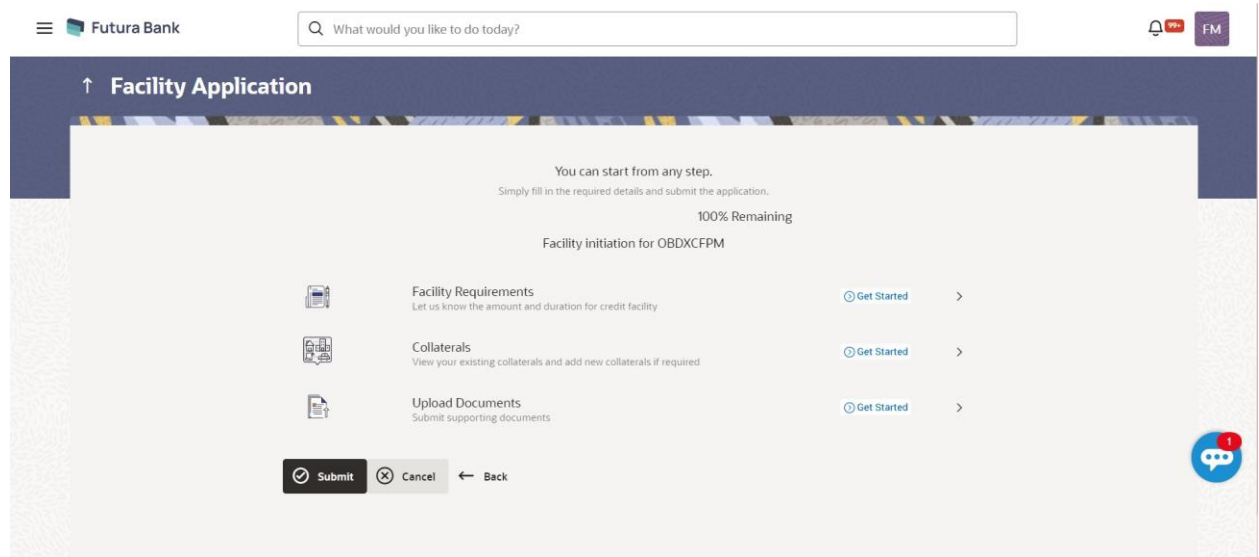 Futura Bank
What would you like to do today?
99+
FM
↑ Facility Application
You can start from any step.
Simply fill in the required details and submit the application.
100% Remaining
Facility initiation for OBDXCFPM
Facility Requirements
Let us know the amount and duration for credit facility
Get Started
Collaterals
View your existing collaterals and add new collaterals if required
Get Started
Upload Documents
Submit supporting documents
Get Started
Submit
Cancel
← Back
1